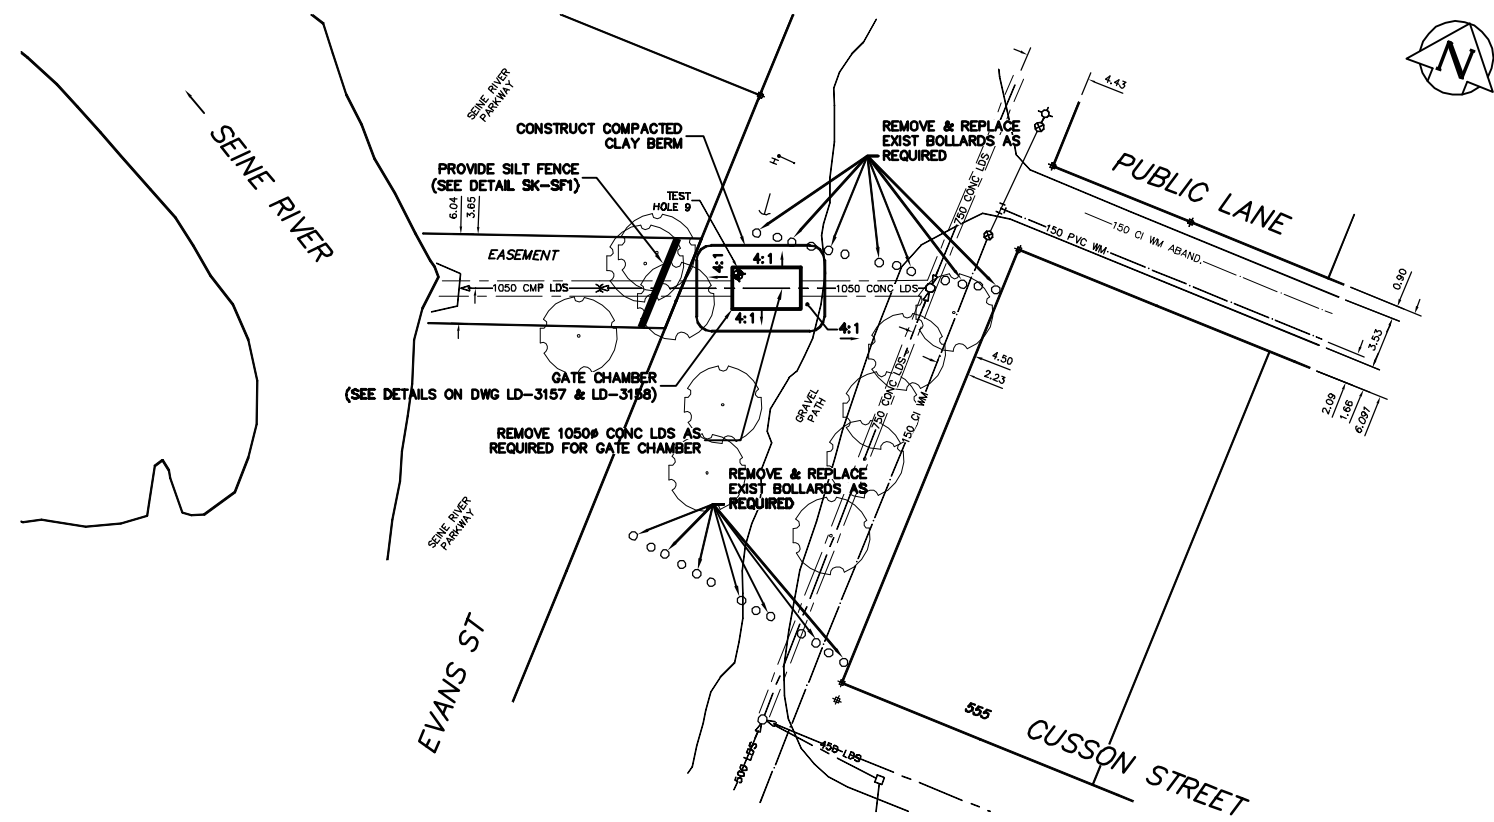 N
4.43
SEINE RIVER
PARKWAY
SEINE RIVER
CONSTRUCT COMPACTED
CLAY BERM
REMOVE & REPLACE
EXIST BOLLARDS AS
REQUIRED
PROVIDE SILT FENCE
(SEE DETAIL SK-SF1)
TEST
HOLE 9
H
PUBLIC LANE
750 CONC LDS
6.04
3.65
150 PVC WM
150 CI WM ABAND.
EASEMENT
4:1
4:1
0.90
1050 CMP LDS
1050 CONC LDS
4:1
4:1
3.53
4.50
2.23
GATE CHAMBER
(SEE DETAILS ON DWG LD-3157 & LD-3158)
GRAVEL
PATH
750 CONC LDS
150 CI WM
2.09
1.66
6.097
REMOVE 1050ø CONC LDS AS
REQUIRED FOR GATE CHAMBER
REMOVE & REPLACE
EXIST BOLLARDS AS
REQUIRED
SEINE RIVER
PARKWAY
EVANS ST
555
CUSSON STREET
450 LDS
500 LDS